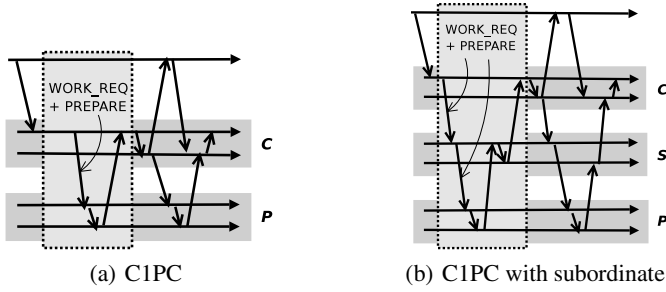 WORK_REQ
+ PREPARE
C
P
(a) C1PC
WORK_REQ
+ PREPARE
C
S
P
(b) C1PC with subordinate